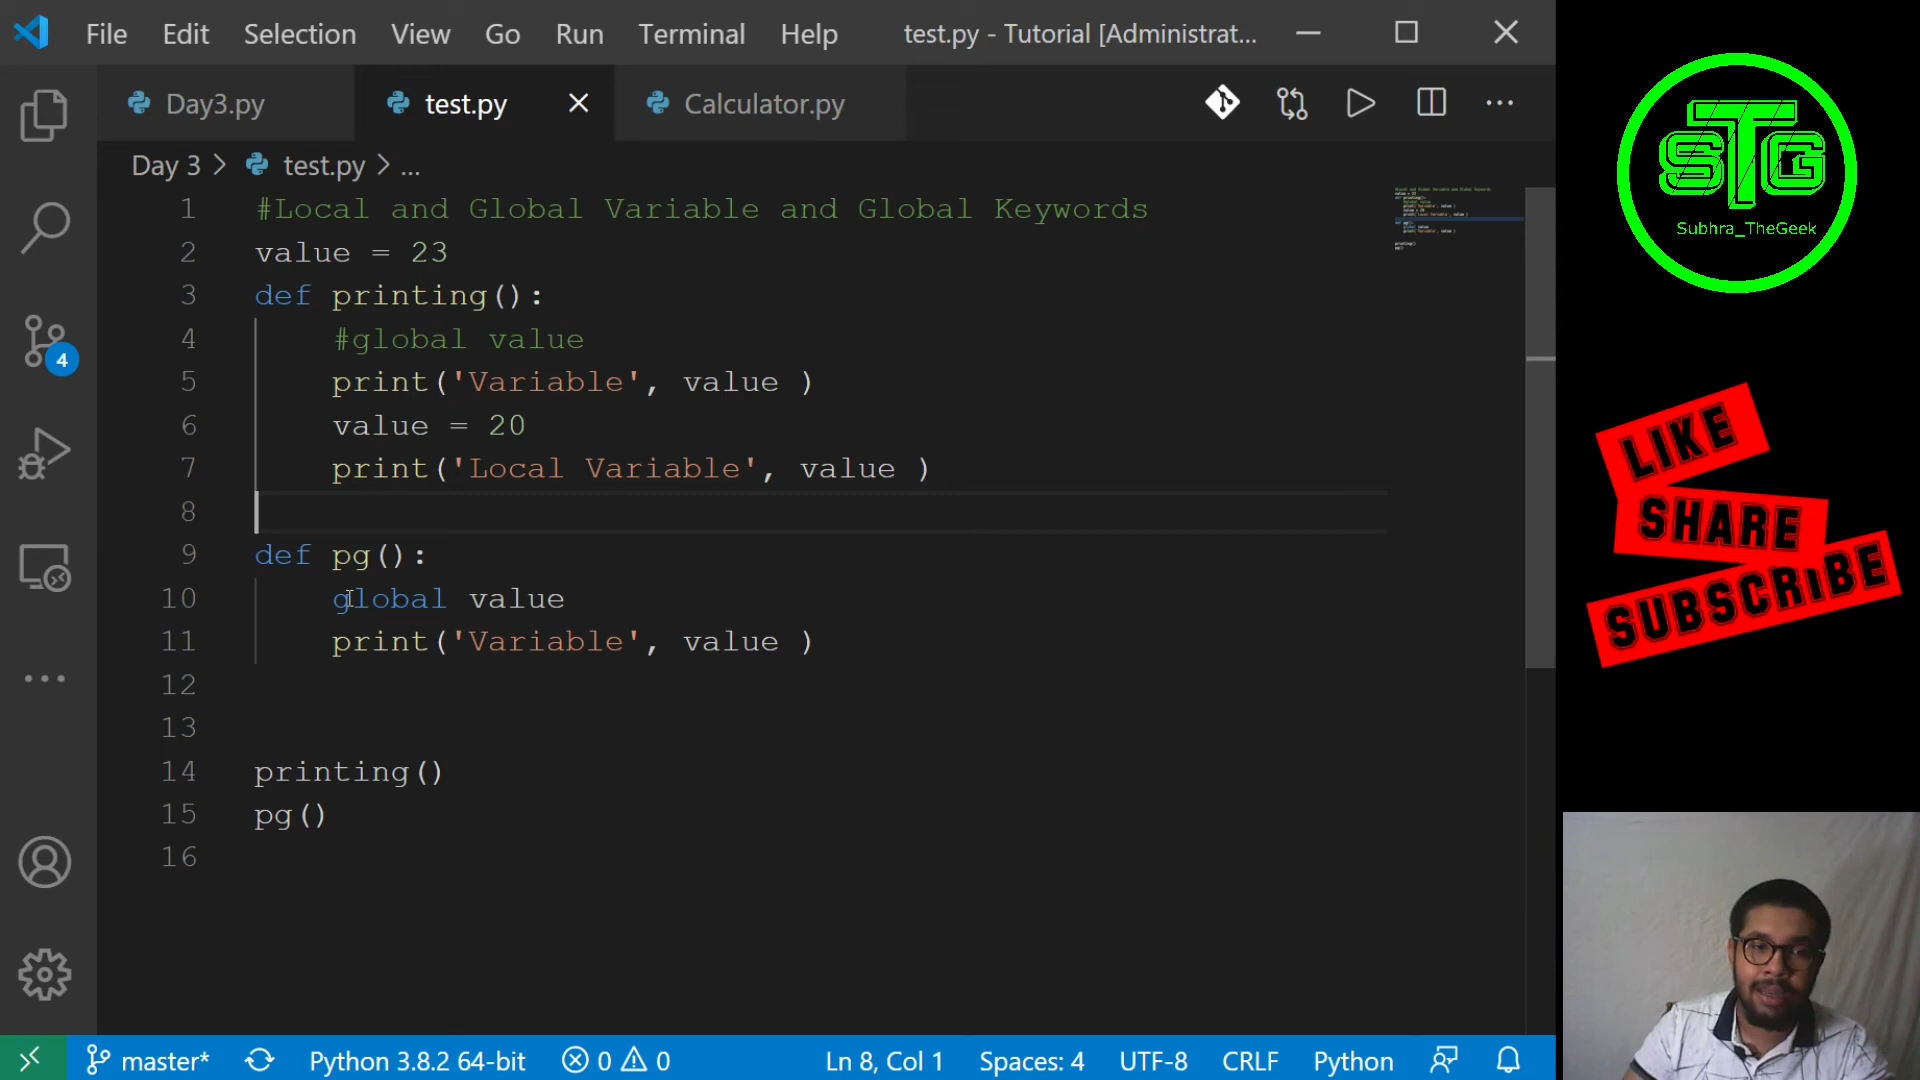 File Edit Selection View Go Run Terminal Help test.py - Tutorial [Administrat...
Day3.py test.py Calculator.py
Day 3 > test.py > ...
1 #Local and Global Variable and Global Keywords
2 value = 23
3 def printing():
4 #global value
5 print('Variable', value )
6 value = 20
7 print('Local Variable', value )
8
9 def pg():
10 global value
11 print('Variable', value )
12
13
14 printing()
15 pg()
16
4
master* Python 3.8.2 64-bit 0 0 Ln 8, Col 1 Spaces: 4 UTF-8 CRLF Python
STG
Subhra_TheGeek
LIKE
SHARE
SUBSCRIBE